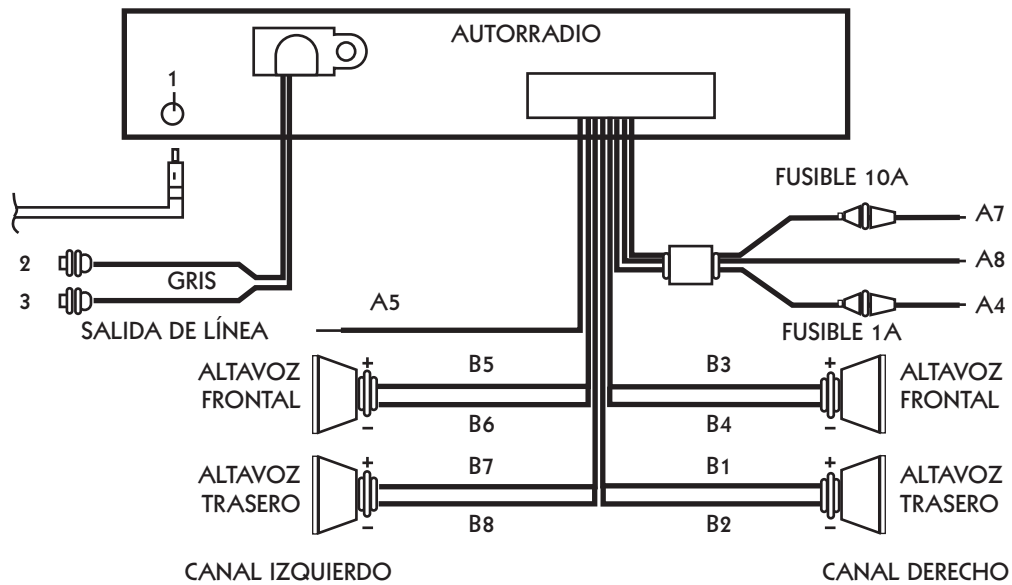 AUTORRADIO
1
FUSIBLE 10A
A7
2
GRIS
A8
3
A5
A4
SALIDA DE LÍNEA
FUSIBLE 1A
ALTAVOZ
FRONTAL
+
B5
B3
+
ALTAVOZ
FRONTAL
–
B6
B4
–
ALTAVOZ
TRASERO
+
B7
B1
+
ALTAVOZ
TRASERO
–
B8
B2
–
CANAL IZQUIERDO
CANAL DERECHO